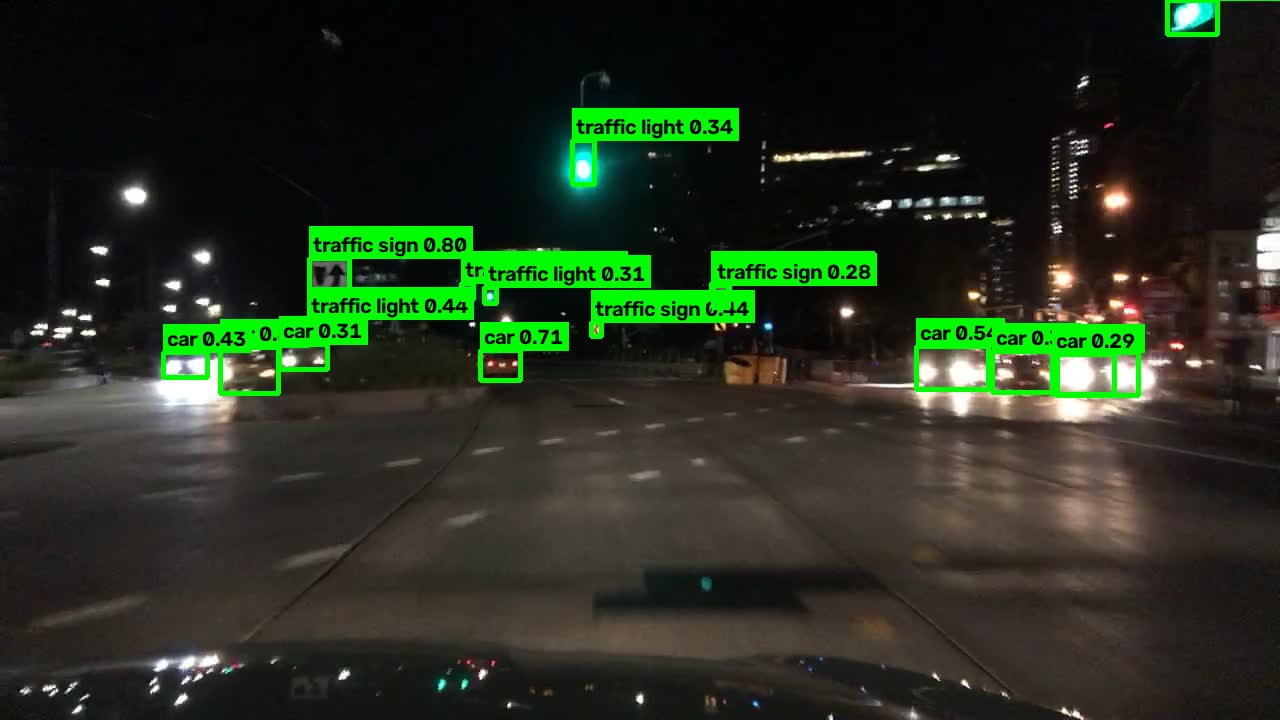 traffic light 0.34
traffic sign 0.80
traffic light 0.31
traffic sign 0.28
traffic light 0.44
traffic sign 0.44
car 0.43
car 0.31
car 0.71
car 0.54
car 0.29